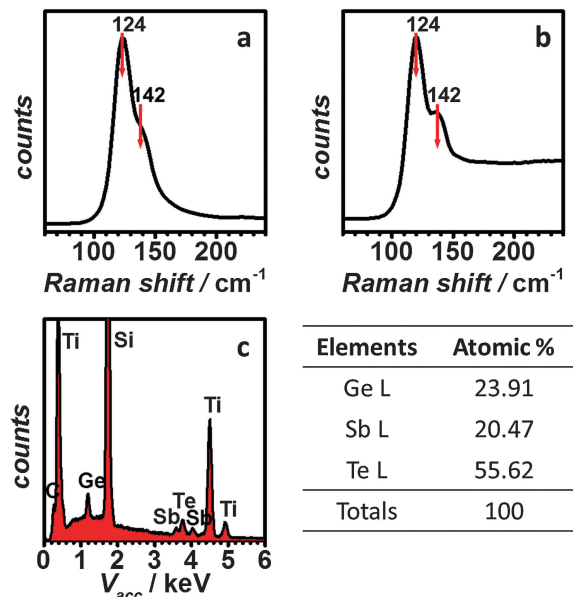 a
124
142
counts
100 150 200
Raman shift / cm⁻¹
b
124
142
counts
100 150 200
Raman shift / cm⁻¹
c
Ti
Si
C
Ge
Sb
Te
Sb
Ti
Ti
counts
0 1 2 3 4 5 6
V_acc / keV
Elements Atomic %
Ge L 23.91
Sb L 20.47
Te L 55.62
Totals 100